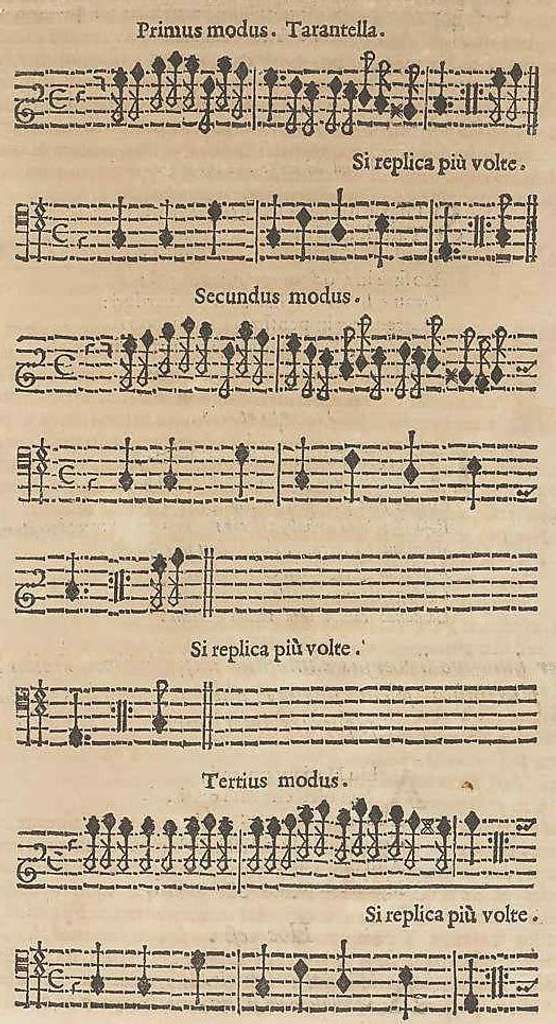 Primus modus. Tarantella.
Si replica più volte.
Secundus modus.
Si replica più volte.
Tertius modus.
Si replica più volte.